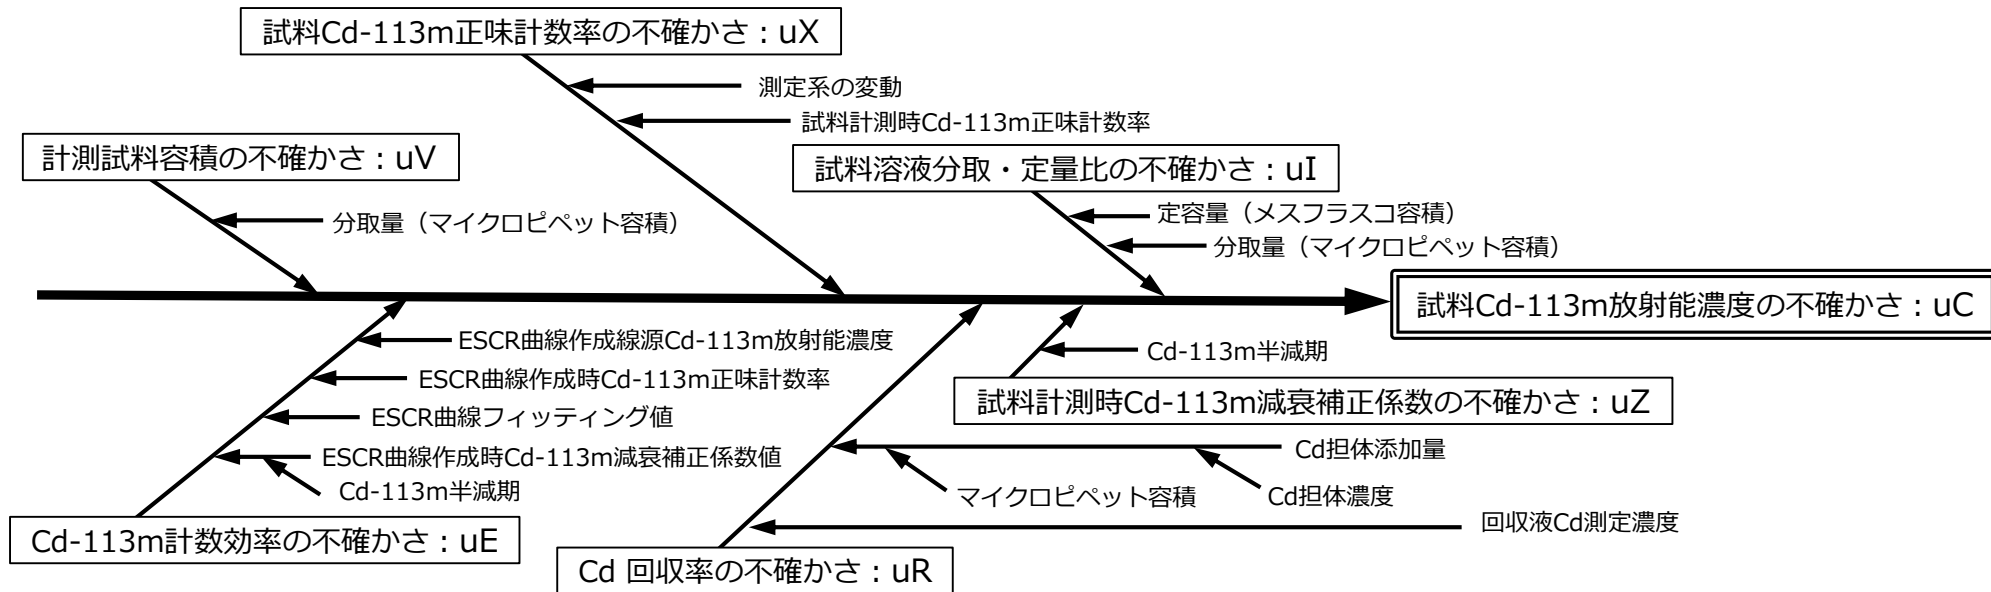 試料Cd-113m正味計数率の不確かさ：uX
測定系の変動
試料計測時Cd-113m正味計数率
計測試料容積の不確かさ：uV
分取量（マイクロピペット容積）
試料溶液分取・定量比の不確かさ：uI
定容量（メスフラスコ容積）
分取量（マイクロピペット容積）
試料Cd-113m放射能濃度の不確かさ：uC
ESCR曲線作成線源Cd-113m放射能濃度
ESCR曲線作成時Cd-113m正味計数率
ESCR曲線フィッティング値
ESCR曲線作成時Cd-113m減衰補正係数値
Cd-113m半減期
Cd-113m計数効率の不確かさ：uE
Cd-113m半減期
試料計測時Cd-113m減衰補正係数の不確かさ：uZ
Cd担体添加量
マイクロピペット容積
Cd担体濃度
回収液Cd測定濃度
Cd 回収率の不確かさ：uR